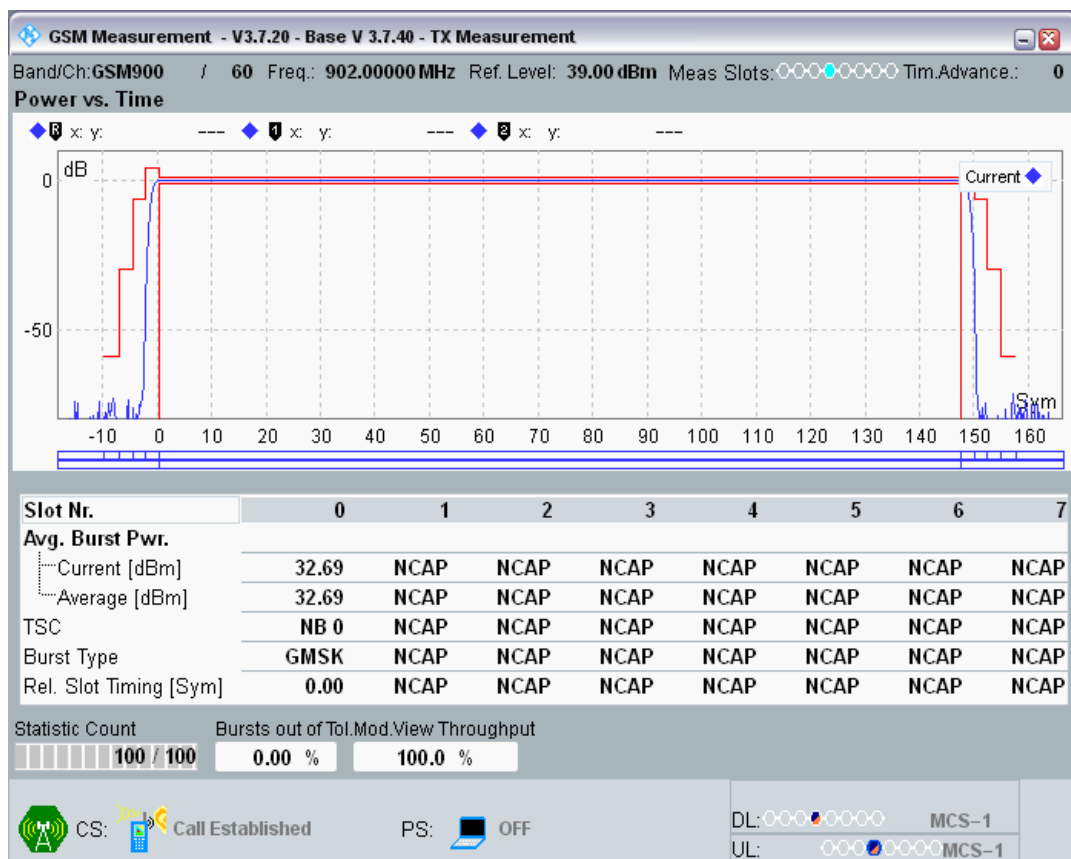 GSM Measurement - V3.7.20 - Base V 3.7.40 - TX Measurement
Band/Ch:GSM900 / 60 Freq.: 902.00000 MHz Ref. Level: 39.00 dBm Meas Slots: Tim.Advance.: 0
Power vs. Time
R x: y: --- 1 x: y: --- 2 x: y: ---
dB
Current
0
-50
Sym
-10 0 10 20 30 40 50 60 70 80 90 100 110 120 130 140 150 160
Slot Nr. 0 1 2 3 4 5 6 7
Avg. Burst Pwr.
Current [dBm] 32.69 NCAP NCAP NCAP NCAP NCAP NCAP NCAP
Average [dBm] 32.69 NCAP NCAP NCAP NCAP NCAP NCAP NCAP
TSC NB 0 NCAP NCAP NCAP NCAP NCAP NCAP NCAP
Burst Type GMSK NCAP NCAP NCAP NCAP NCAP NCAP NCAP
Rel. Slot Timing [Sym] 0.00 NCAP NCAP NCAP NCAP NCAP NCAP NCAP
Statistic Count Bursts out of Tol.Mod.View Throughput
100 / 100 0.00 % 100.0 %
CS: Call Established PS: OFF
DL: MCS-1
UL: MCS-1